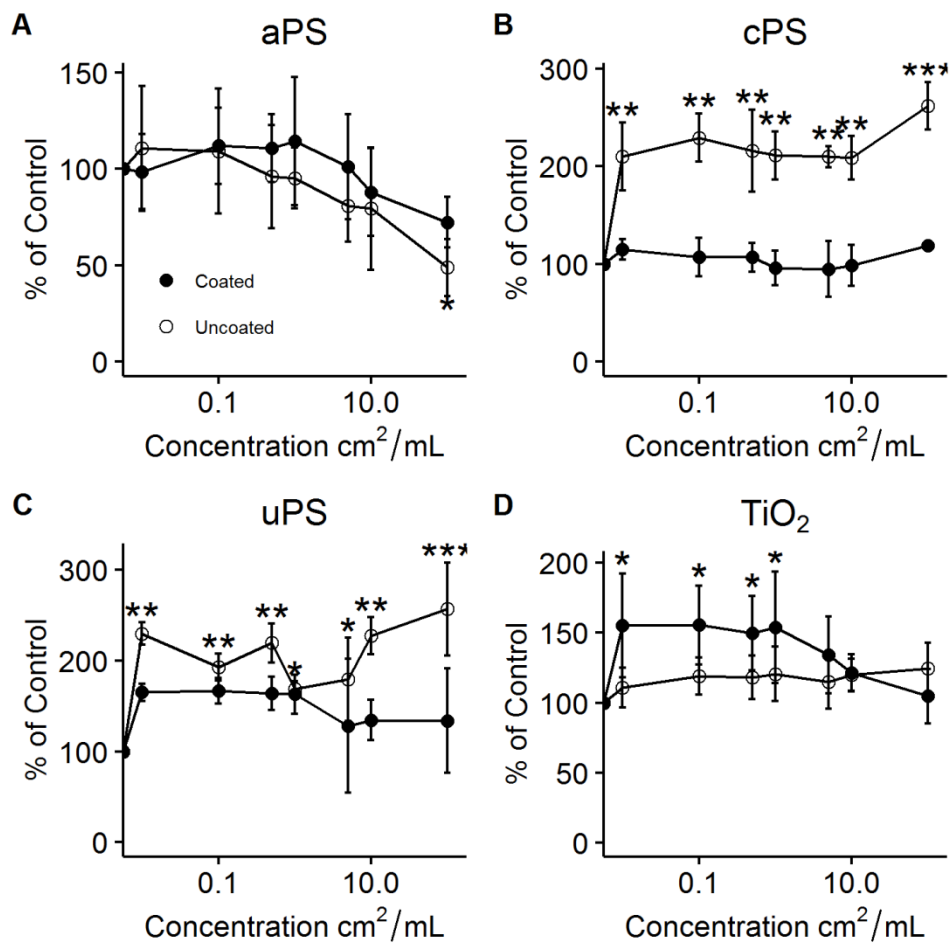 A
aPS
150
100
50
0
% of Control
Coated
Uncoated
*
0.1
10.0
Concentration cm²/mL
B
cPS
300
200
100
0
% of Control
**
**
**
**
**
**
***
0.1
10.0
Concentration cm²/mL
C
uPS
300
200
100
0
% of Control
**
**
**
*
*
**
***
0.1
10.0
Concentration cm²/mL
D
TiO₂
200
150
100
50
0
% of Control
*
*
*
*
0.1
10.0
Concentration cm²/mL